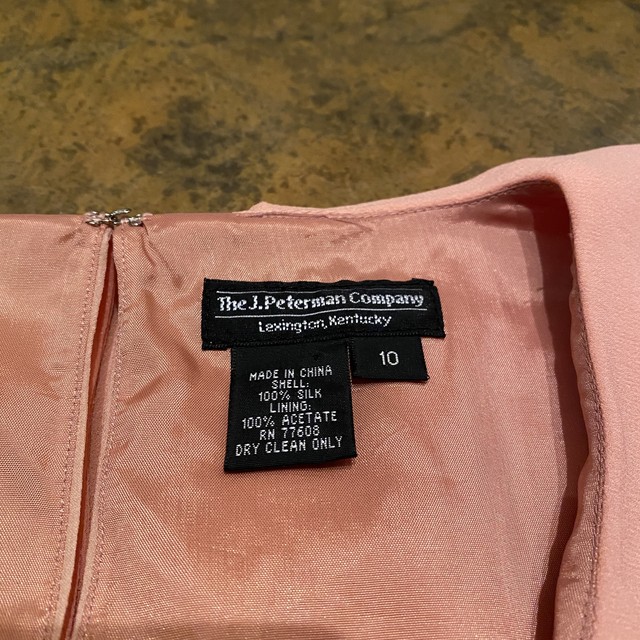 The J. Peterman Company
Lexington, Kentucky
10
MADE IN CHINA
SHELL:
100% SILK
LINING:
100% ACETATE
RN 77608
DRY CLEAN ONLY